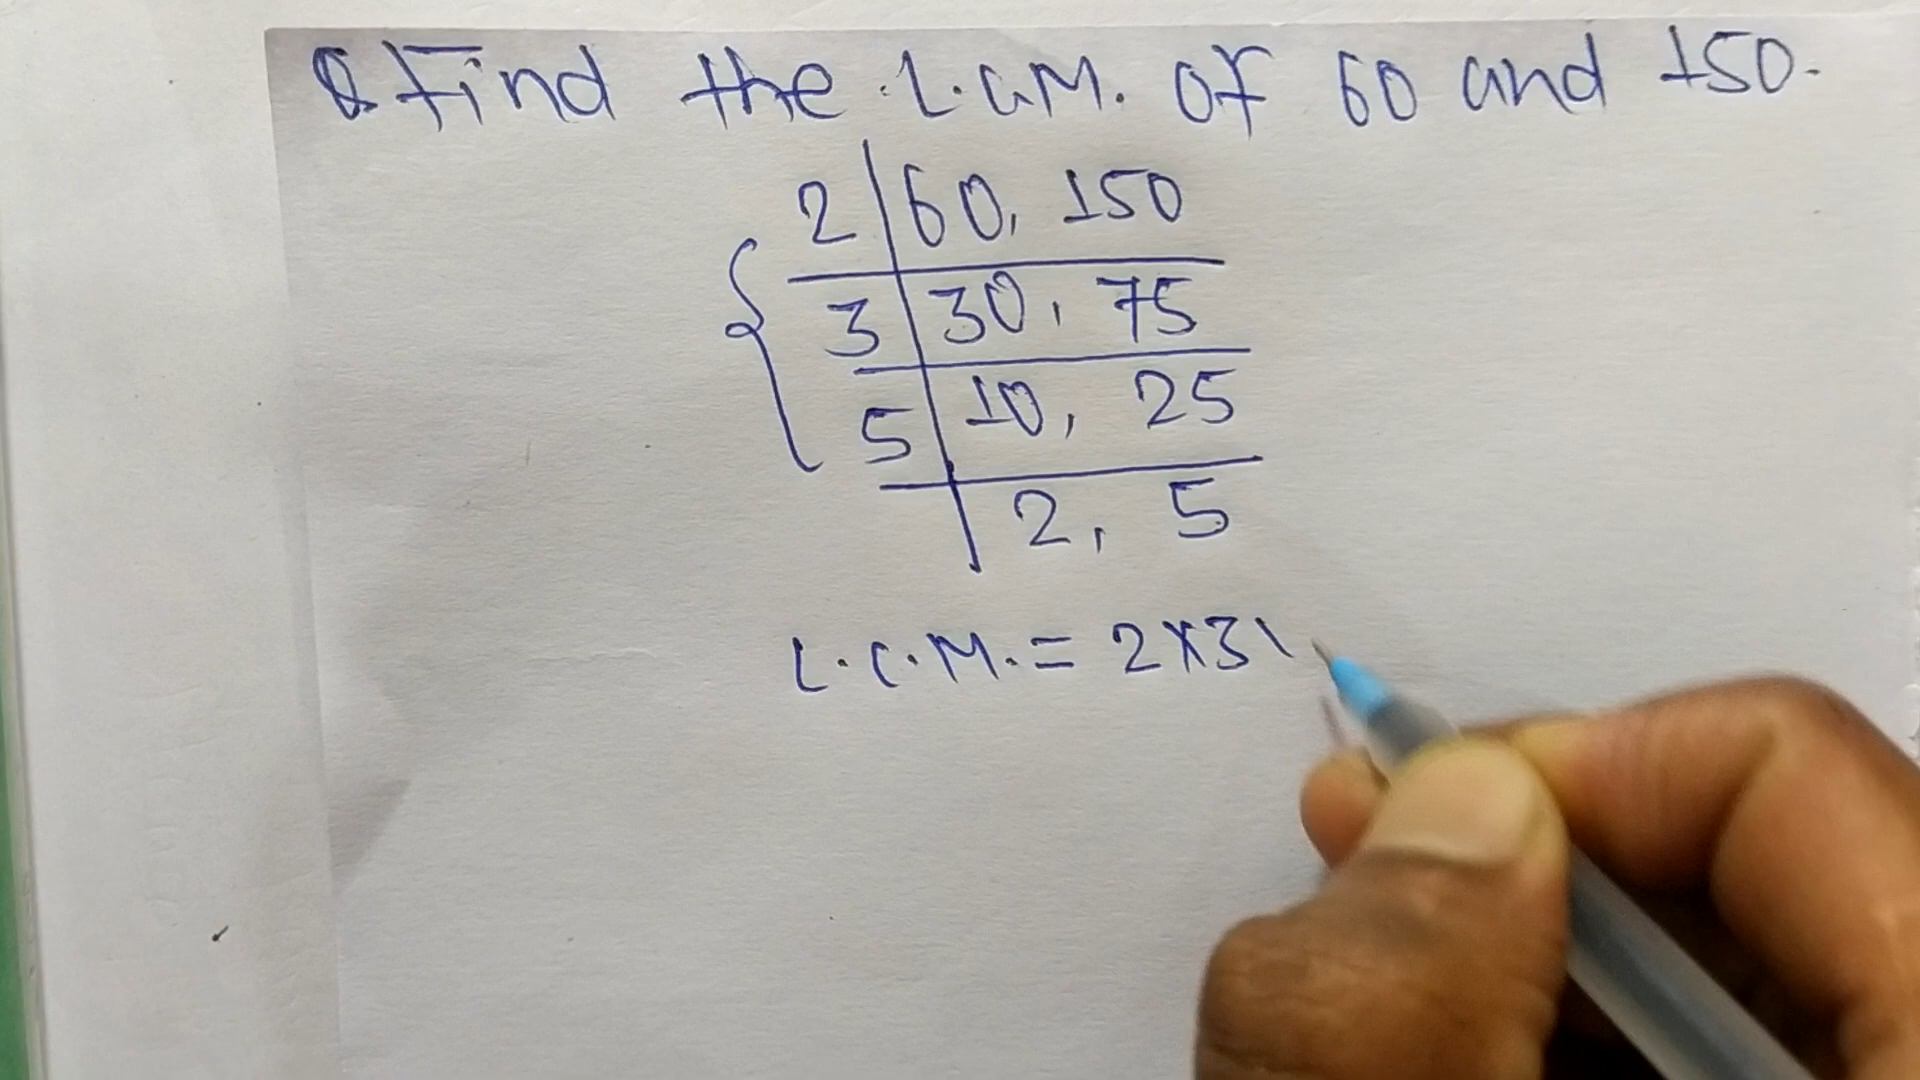 Q. Find the L.C.M. of 60 and 150.
2 | 60, 150
3 | 30, 75
5 | 10, 25
2, 5
L.C.M. = 2×3